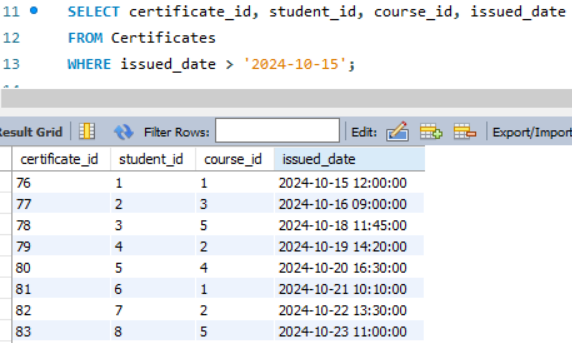 11 SELECT certificate_id, student_id, course_id, issued_date
12 FROM Certificates
13 WHERE issued_date > '2024-10-15';
Result Grid Filter Rows: Edit: Export/Import
certificate_id student_id course_id issued_date
76 1 1 2024-10-15 12:00:00
77 2 3 2024-10-16 09:00:00
78 3 5 2024-10-18 11:45:00
79 4 2 2024-10-19 14:20:00
80 5 4 2024-10-20 16:30:00
81 6 1 2024-10-21 10:10:00
82 7 2 2024-10-22 13:30:00
83 8 5 2024-10-23 11:00:00